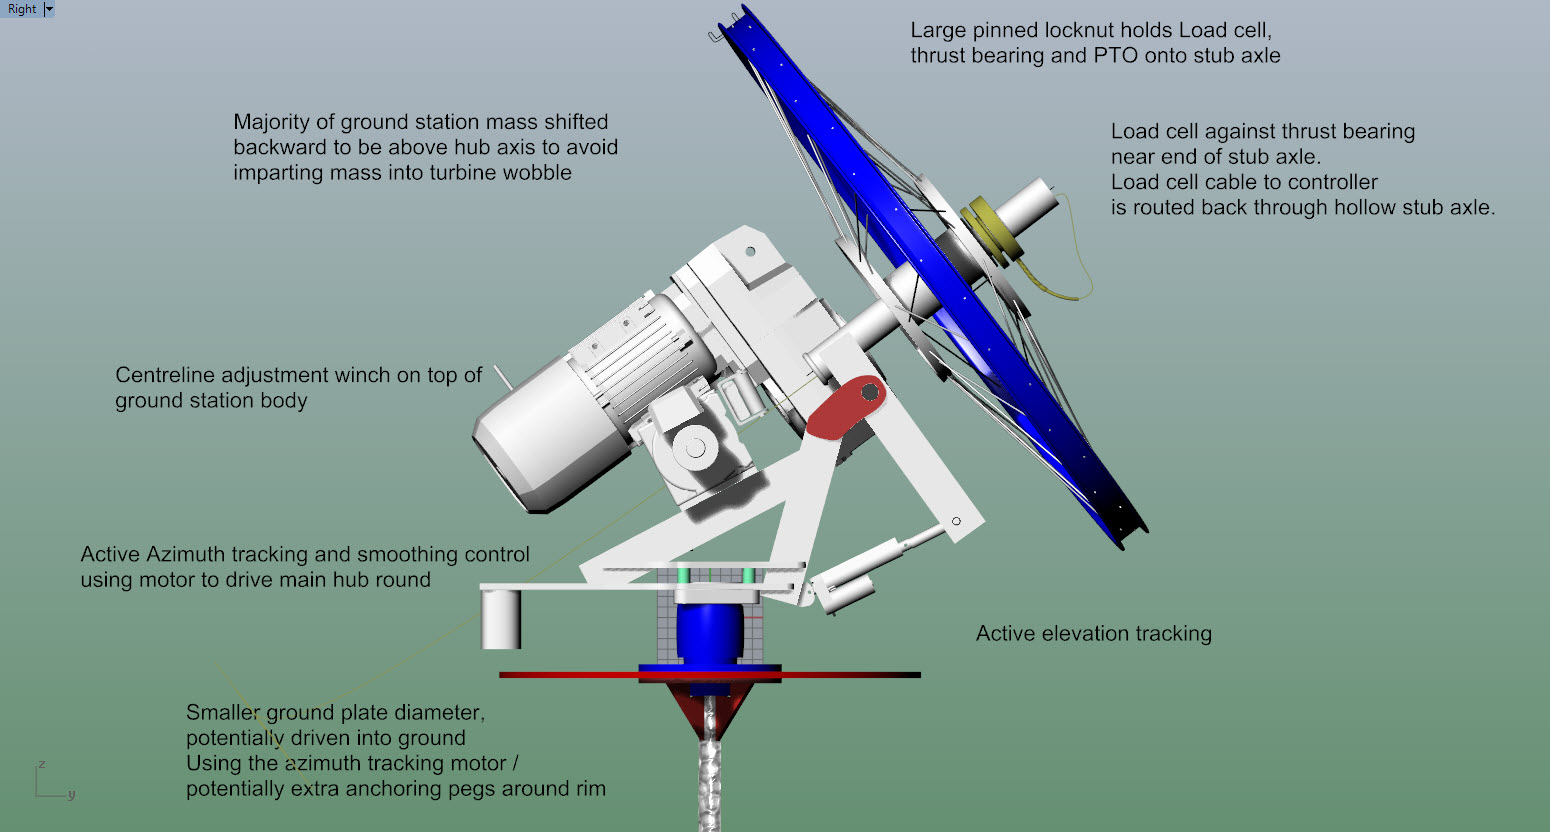 Right
Large pinned locknut holds Load cell,
thrust bearing and PTO onto stub axle
Majority of ground station mass shifted
backward to be above hub axis to avoid
imparting mass into turbine wobble
Load cell against thrust bearing
near end of stub axle.
Load cell cable to controller
is routed back through hollow stub axle.
Centreline adjustment winch on top of
ground station body
Active Azimuth tracking and smoothing control
using motor to drive main hub round
Active elevation tracking
Smaller ground plate diameter,
potentially driven into ground
Using the azimuth tracking motor /
potentially extra anchoring pegs around rim
z
y